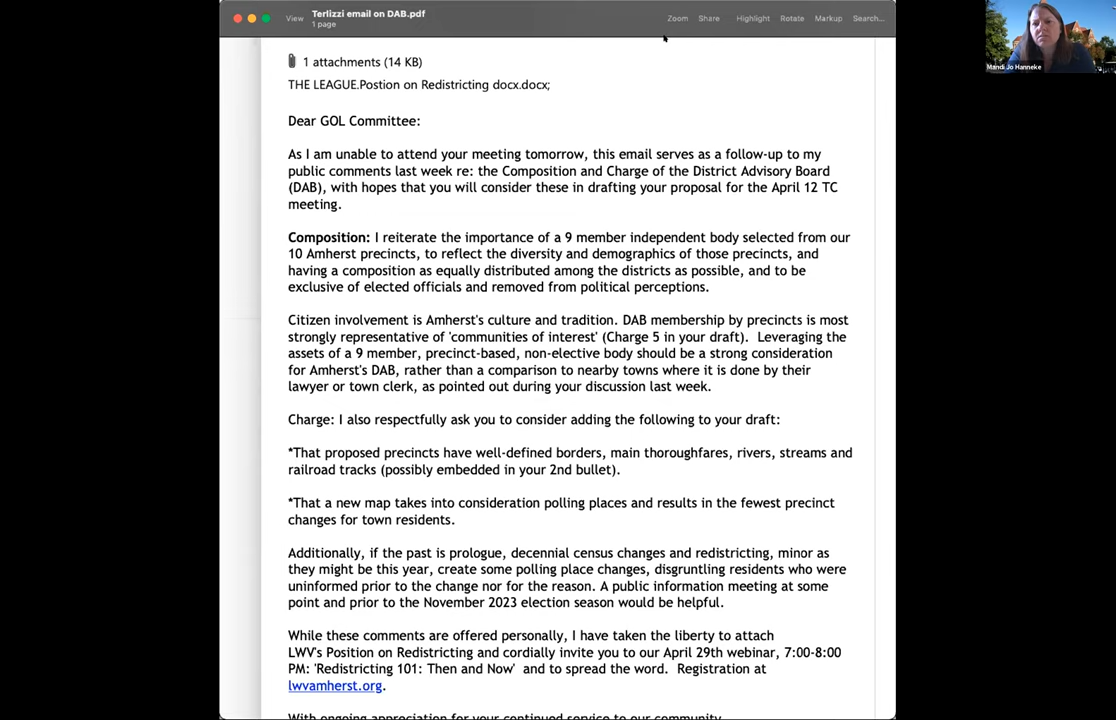 View
Terlizzi email on DAB.pdf
1 page
Zoom
Share
Highlight
Rotate
Markup
Search...
Mandi Jo Hanneke
1 attachments (14 KB)
THE LEAGUE.Postion on Redistricting docx.docx;
Dear GOL Committee:
As I am unable to attend your meeting tomorrow, this email serves as a follow-up to my
public comments last week re: the Composition and Charge of the District Advisory Board
(DAB), with hopes that you will consider these in drafting your proposal for the April 12 TC
meeting.
Composition: I reiterate the importance of a 9 member independent body selected from our
10 Amherst precincts, to reflect the diversity and demographics of those precincts, and
having a composition as equally distributed among the districts as possible, and to be
exclusive of elected officials and removed from political perceptions.
Citizen involvement is Amherst's culture and tradition. DAB membership by precincts is most
strongly representative of 'communities of interest' (Charge 5 in your draft). Leveraging the
assets of a 9 member, precinct-based, non-elective body should be a strong consideration
for Amherst's DAB, rather than a comparison to nearby towns where it is done by their
lawyer or town clerk, as pointed out during your discussion last week.
Charge: I also respectfully ask you to consider adding the following to your draft:
*That proposed precincts have well-defined borders, main thoroughfares, rivers, streams and
railroad tracks (possibly embedded in your 2nd bullet).
*That a new map takes into consideration polling places and results in the fewest precinct
changes for town residents.
Additionally, if the past is prologue, decennial census changes and redistricting, minor as
they might be this year, create some polling place changes, disgruntling residents who were
uninformed prior to the change nor for the reason. A public information meeting at some
point and prior to the November 2023 election season would be helpful.
While these comments are offered personally, I have taken the liberty to attach
LWV's Position on Redistricting and cordially invite you to our April 29th webinar, 7:00-8:00
PM: 'Redistricting 101: Then and Now' and to spread the word. Registration at
lwvamherst.org.
With ongoing appreciation for your continued service to our community